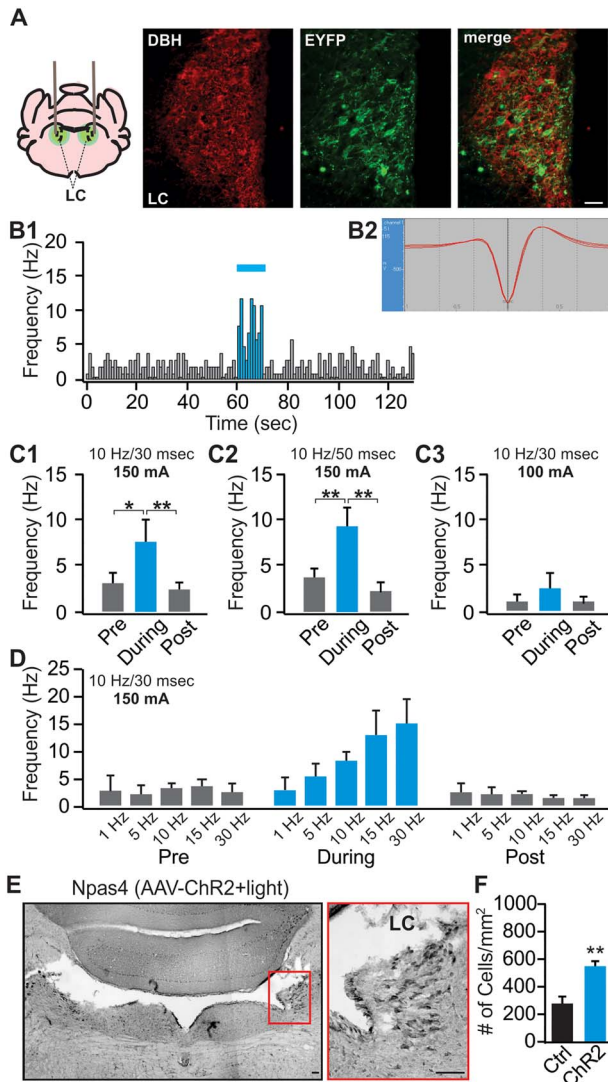 A
DBH
EYFP
merge
LC
LC
B1
B2
Frequency (Hz)
20
15
10
5
0
0 20 40 60 80 100 120
Time (sec)
C1
10 Hz/30 msec
150 mA
Frequency (Hz)
15
10
5
0
* **
Pre During Post
C2
10 Hz/50 msec
150 mA
Frequency (Hz)
15
10
5
0
** **
Pre During Post
C3
10 Hz/30 msec
100 mA
Frequency (Hz)
15
10
5
0
Pre During Post
D
10 Hz/30 msec
150 mA
Frequency (Hz)
25
20
15
10
5
0
1 Hz 5 Hz 10 Hz 15 Hz 30 Hz
Pre
1 Hz 5 Hz 10 Hz 15 Hz 30 Hz
During
1 Hz 5 Hz 10 Hz 15 Hz 30 Hz
Post
E
Npas4 (AAV-ChR2+light)
LC
F
# of Cells/mm²
1000
800
600
400
200
0
**
Ctrl
ChR2